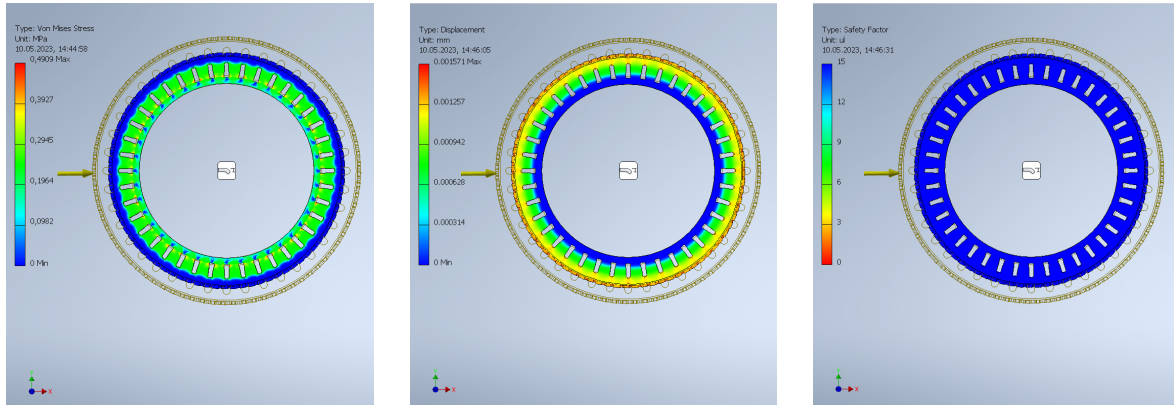 Type: Von Mises Stress
Unit: MPa
10.05.2023, 14:44:58
0,4909 Max
0,3927
0,2945
0,1964
0,0982
0 Min
Y
X
Type: Displacement
Unit: mm
10.05.2023, 14:46:05
0.001571 Max
0.001257
0.000942
0.000628
0.000314
0 Min
Y
X
Type: Safety Factor
Unit: ul
10.05.2023, 14:46:31
15
12
9
6
3
0
Y
X